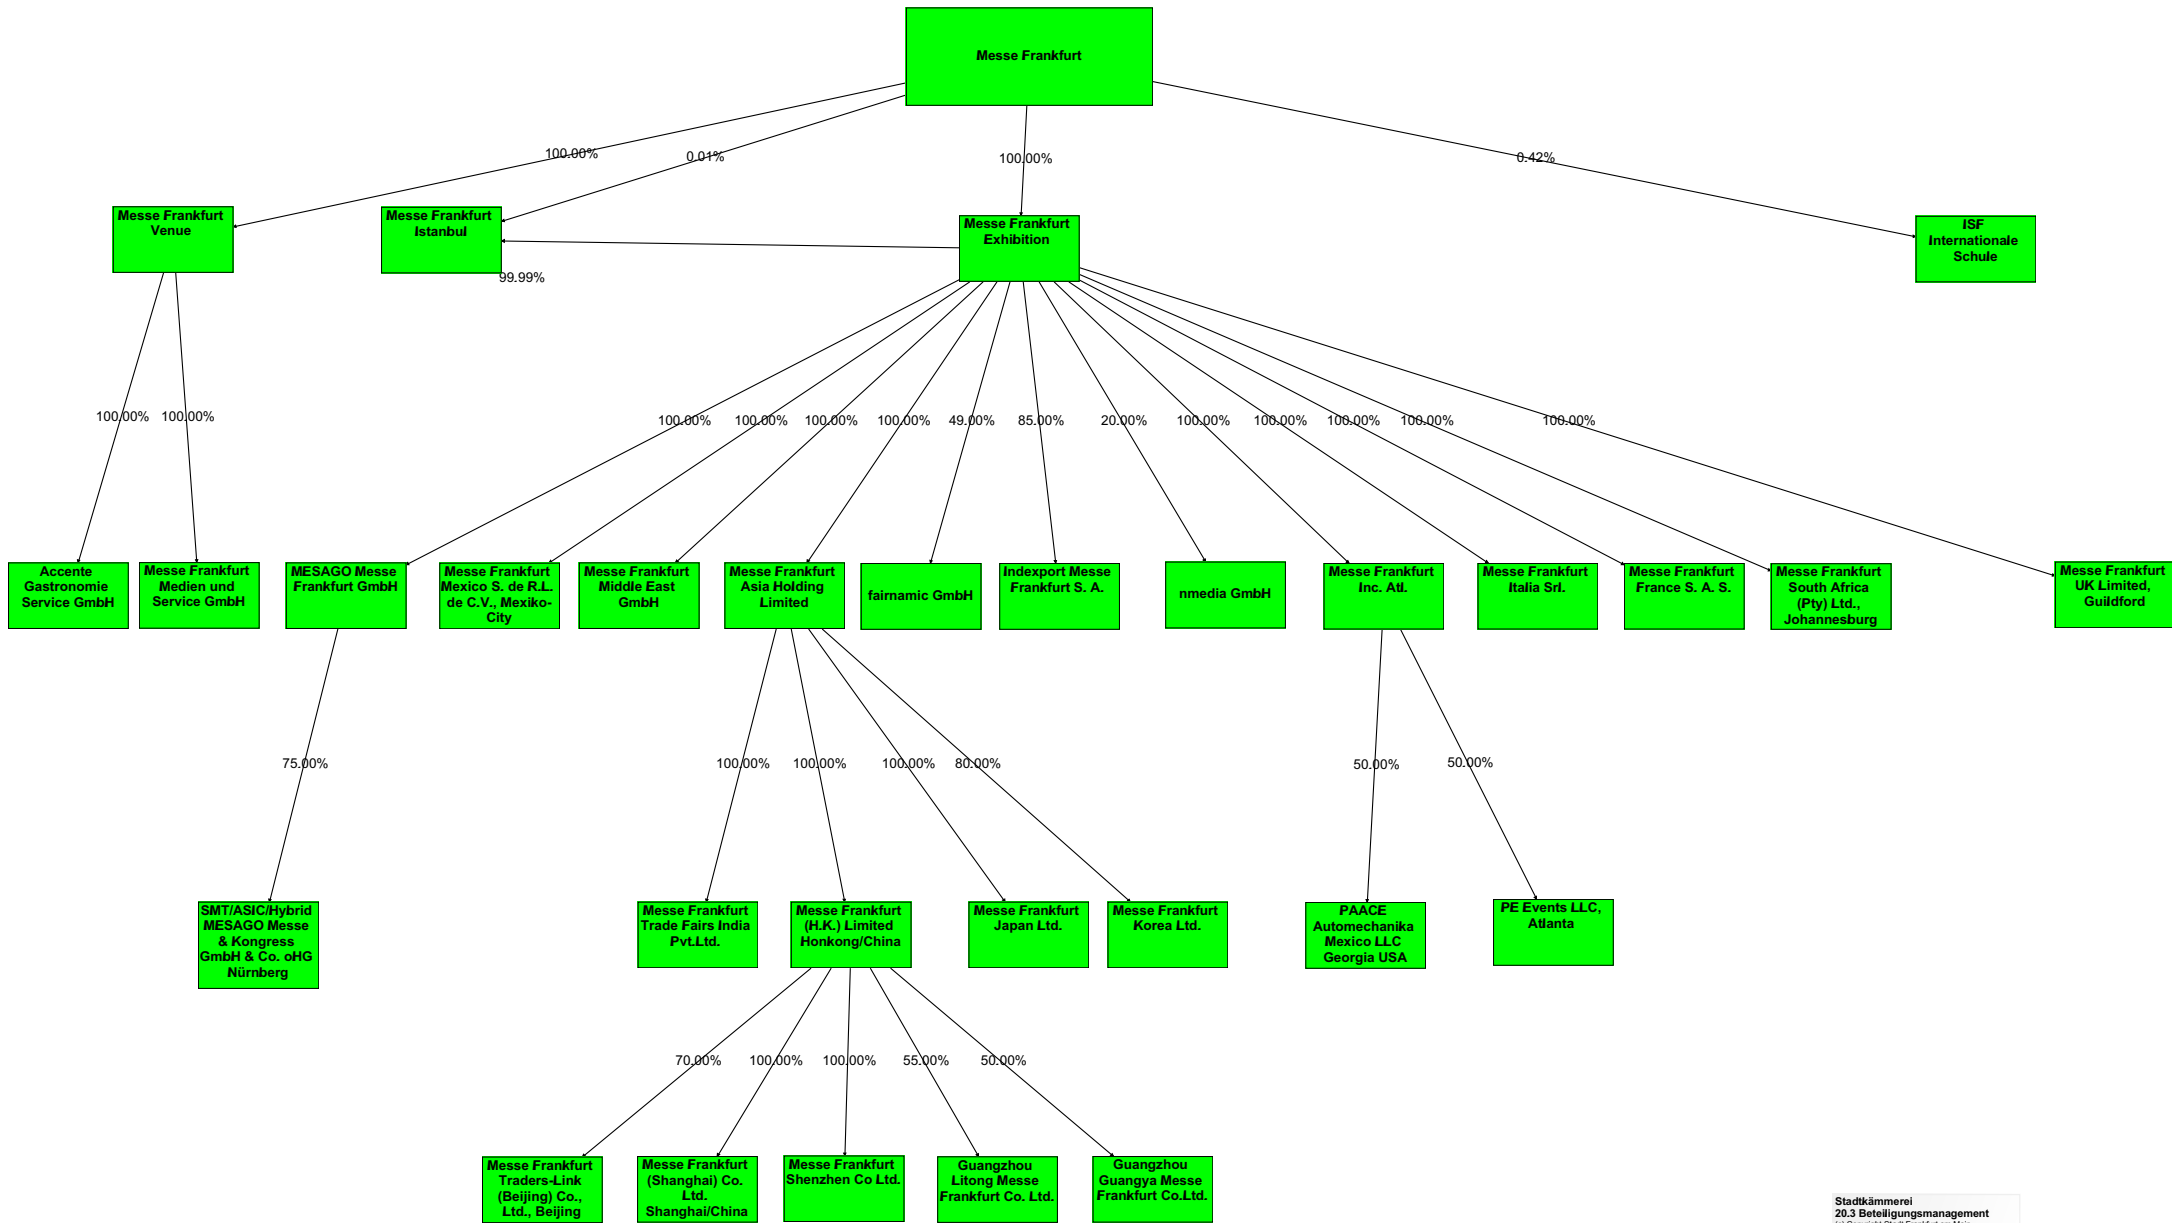 Messe Frankfurt
100.00%
0.01%
100.00%
0.42%
Messe Frankfurt
Venue
Messe Frankfurt
Istanbul
Messe Frankfurt
Exhibition
ISF
Internationale
Schule
99.99%
100.00%
100.00%
100.00%
100.00%
100.00%
100.00%
49.00%
85.00%
20.00%
100.00%
100.00%
100.00%
100.00%
100.00%
Accente
Gastronomie
Service GmbH
Messe Frankfurt
Medien und
Service GmbH
MESAGO Messe
Frankfurt GmbH
Messe Frankfurt
Mexico S. de R.L.
de C.V., Mexiko-
City
Messe Frankfurt
Middle East
GmbH
Messe Frankfurt
Asia Holding
Limited
fairnamic GmbH
Indexport Messe
Frankfurt S. A.
nmedia GmbH
Messe Frankfurt
Inc. Atl.
Messe Frankfurt
Italia Srl.
Messe Frankfurt
France S. A. S.
Messe Frankfurt
South Africa
(Pty) Ltd.,
Johannesburg
Messe Frankfurt
UK Limited,
Guildford
75.00%
100.00%
100.00%
100.00%
80.00%
50.00%
50.00%
SMT/ASIC/Hybrid
MESAGO Messe
& Kongress
GmbH & Co. oHG
Nürnberg
Messe Frankfurt
Trade Fairs India
Pvt.Ltd.
Messe Frankfurt
(H.K.) Limited
Honkong/China
Messe Frankfurt
Japan Ltd.
Messe Frankfurt
Korea Ltd.
PAACE
Automechanika
Mexico LLC
Georgia USA
PE Events LLC,
Atlanta
70.00%
100.00%
100.00%
55.00%
50.00%
Messe Frankfurt
Traders-Link
(Beijing) Co.,
Ltd., Beijing
Messe Frankfurt
(Shanghai) Co.
Ltd.
Shanghai/China
Messe Frankfurt
Shenzhen Co Ltd.
Guangzhou
Litong Messe
Frankfurt Co. Ltd.
Guangzhou
Guangya Messe
Frankfurt Co.Ltd.
Stadtkämmerei
20.3 Beteiligungsmanagement